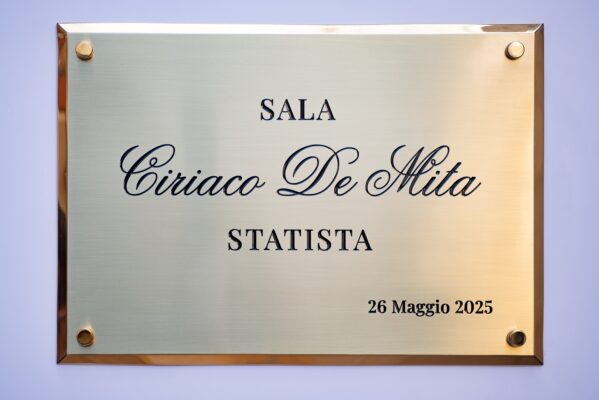 SALA
Ciriaco De Mita
STATISTA
26 Maggio 2025